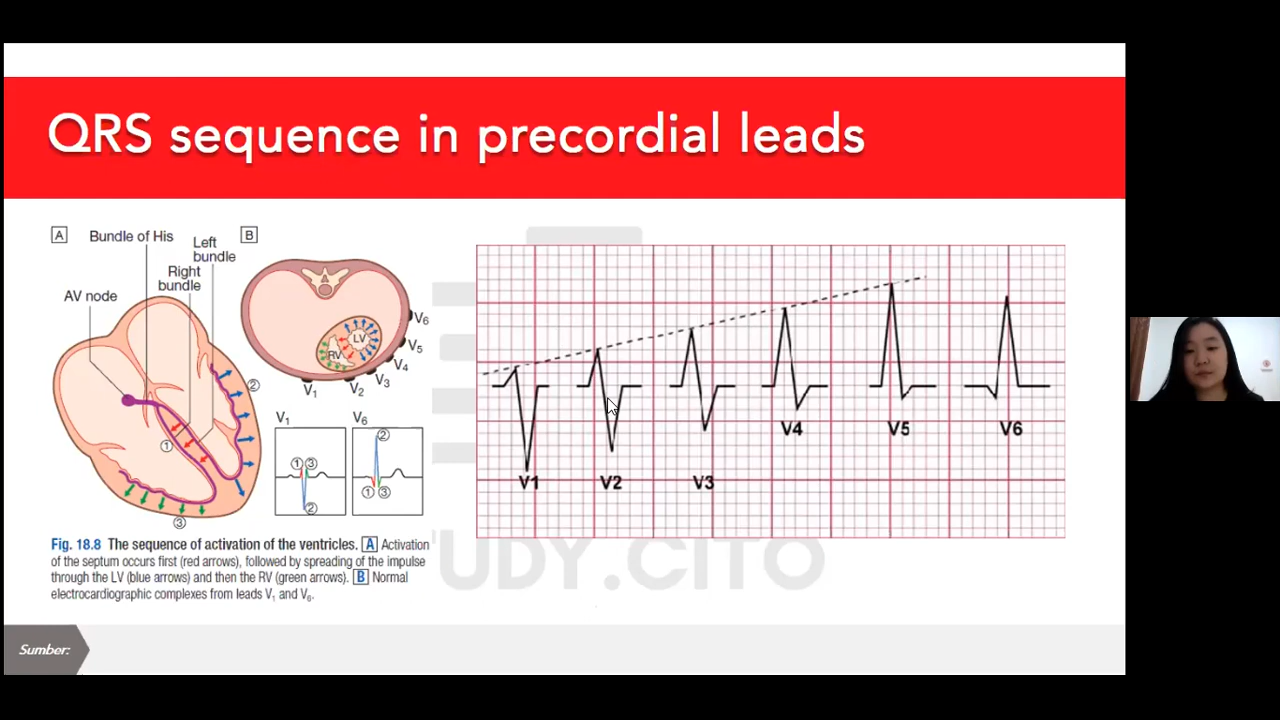 QRS sequence in precordial leads
A
Bundle of His
Left
bundle
Right
bundle
AV node
1
2
3
B
LV
RV
V6
V5
V4
V3
V2
V1
V1
1
3
2
V6
2
1
3
V1
V2
V3
V4
V5
V6
Fig. 18.8 The sequence of activation of the ventricles. A Activation
of the septum occurs first (red arrows), followed by spreading of the impulse
through the LV (blue arrows) and then the RV (green arrows). B Normal
electrocardiographic complexes from leads V1 and V6.
UDY.CITO
Sumber: